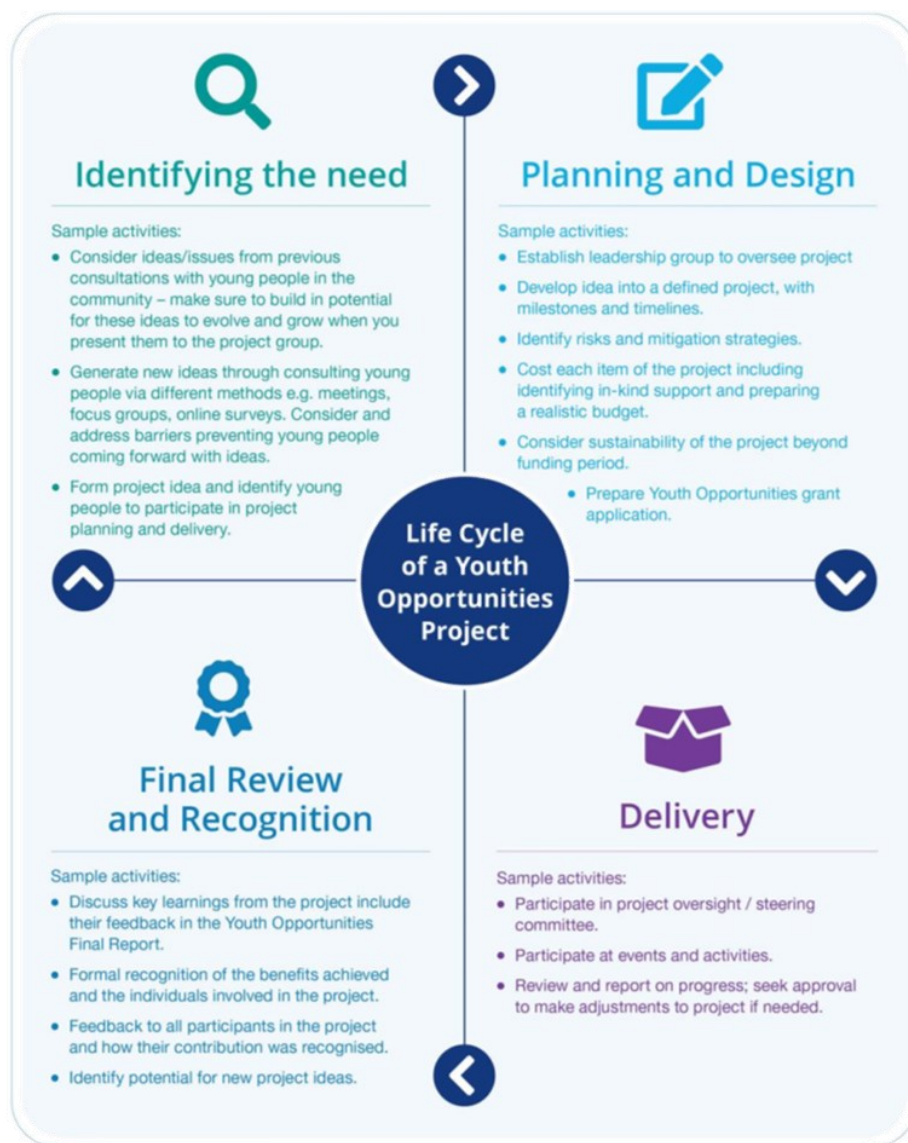 Identifying the need
Sample activities:
• Consider ideas/issues from previous
consultations with young people in the
community – make sure to build in potential
for these ideas to evolve and grow when you
present them to the project group.
• Generate new ideas through consulting young
people via different methods e.g. meetings,
focus groups, online surveys. Consider and
address barriers preventing young people
coming forward with ideas.
• Form project idea and identify young
people to participate in project
planning and delivery.
Planning and Design
Sample activities:
• Establish leadership group to oversee project
• Develop idea into a defined project, with
milestones and timelines.
• Identify risks and mitigation strategies.
• Cost each item of the project including
identifying in-kind support and preparing
a realistic budget.
• Consider sustainability of the project beyond
funding period.
• Prepare Youth Opportunities grant
application.
Life Cycle
of a Youth
Opportunities
Project
Final Review
and Recognition
Sample activities:
• Discuss key learnings from the project include
their feedback in the Youth Opportunities
Final Report.
• Formal recognition of the benefits achieved
and the individuals involved in the project.
• Feedback to all participants in the project
and how their contribution was recognised.
• Identify potential for new project ideas.
Delivery
Sample activities:
• Participate in project oversight / steering
committee.
• Participate at events and activities.
• Review and report on progress; seek approval
to make adjustments to project if needed.